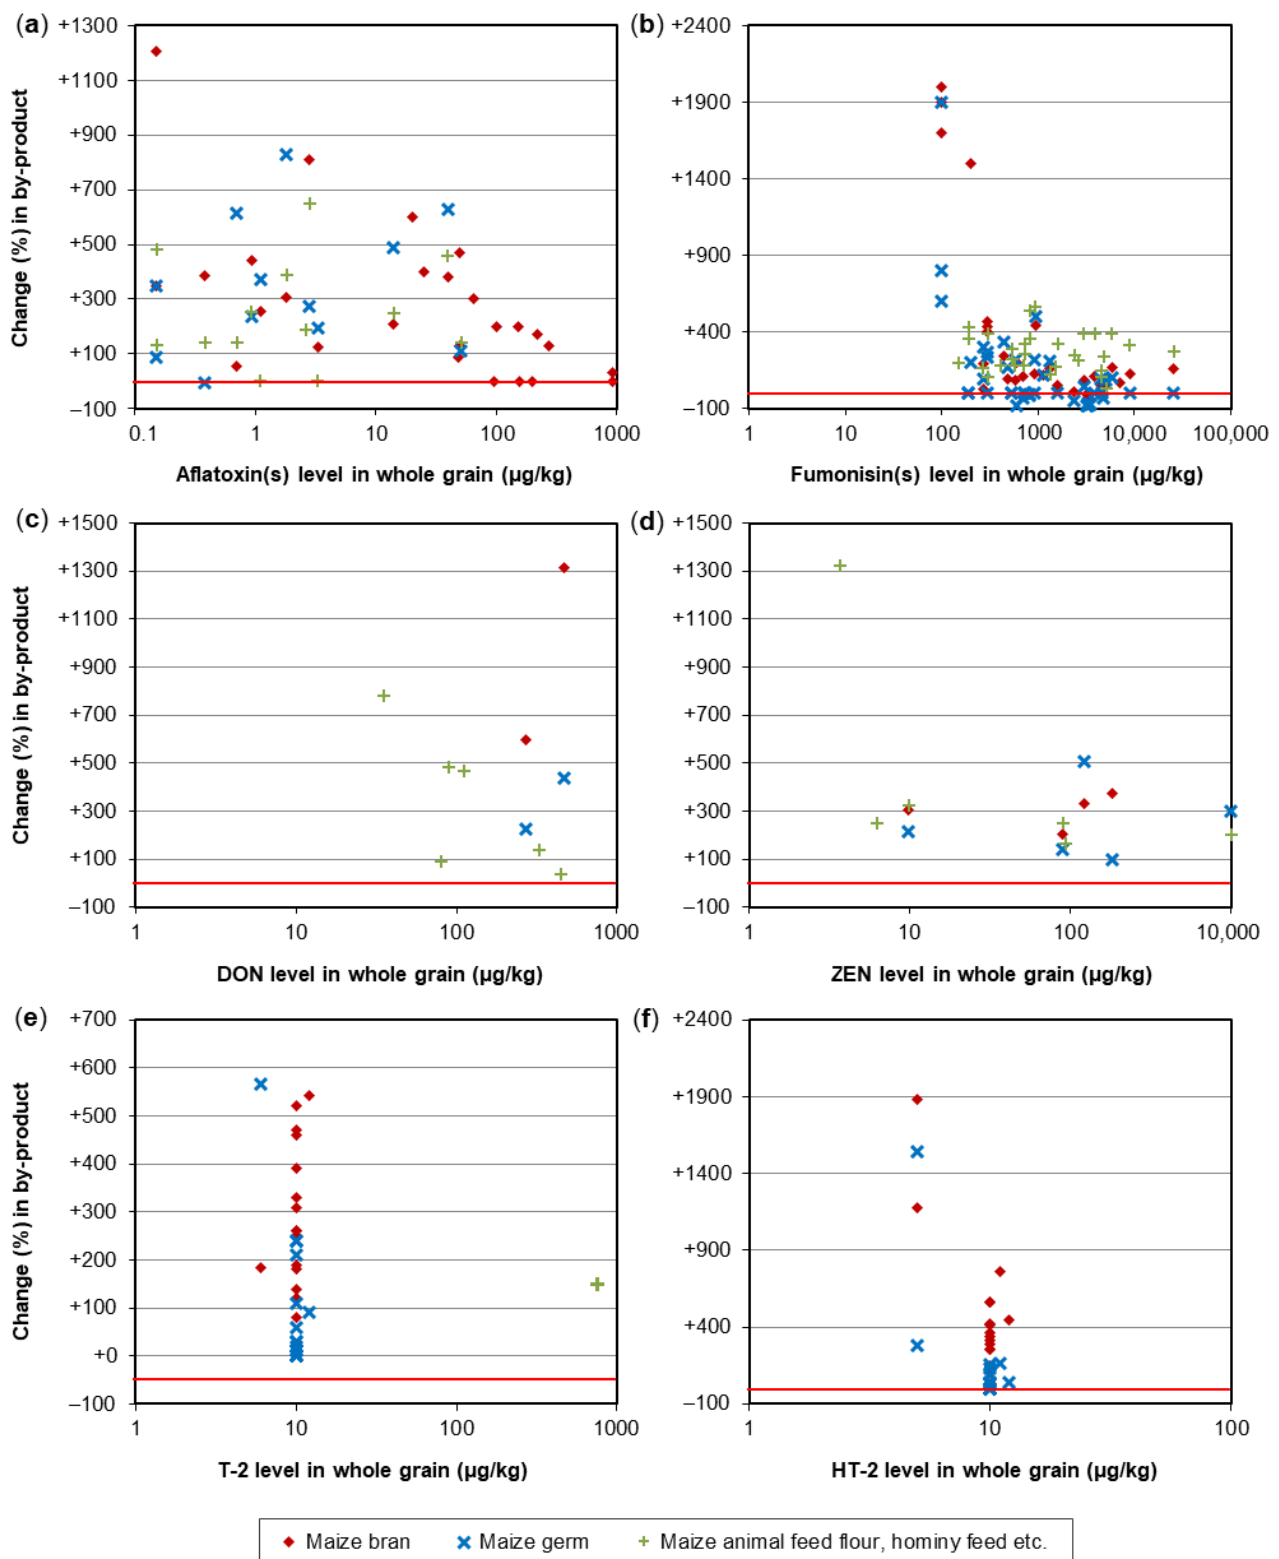 (a)
+1300
+1100
+900
+700
+500
+300
+100
–100
Change (%) in by-product
0.1 1 10 100 1000
Aflatoxin(s) level in whole grain (µg/kg)
(b)
+2400
+1900
+1400
+900
+400
–100
1 10 100 1000 10,000 100,000
Fumonisin(s) level in whole grain (µg/kg)
(c)
+1500
+1300
+1100
+900
+700
+500
+300
+100
–100
Change (%) in by-product
1 10 100 1000
DON level in whole grain (µg/kg)
(d)
+1500
+1300
+1100
+900
+700
+500
+300
+100
–100
1 10 100 10,000
ZEN level in whole grain (µg/kg)
(e)
+700
+600
+500
+400
+300
+200
+100
+0
–100
Change (%) in by-product
1 10 100 1000
T-2 level in whole grain (µg/kg)
(f)
+2400
+1900
+1400
+900
+400
–100
1 10 100
HT-2 level in whole grain (µg/kg)
Maize bran Maize germ Maize animal feed flour, hominy feed etc.